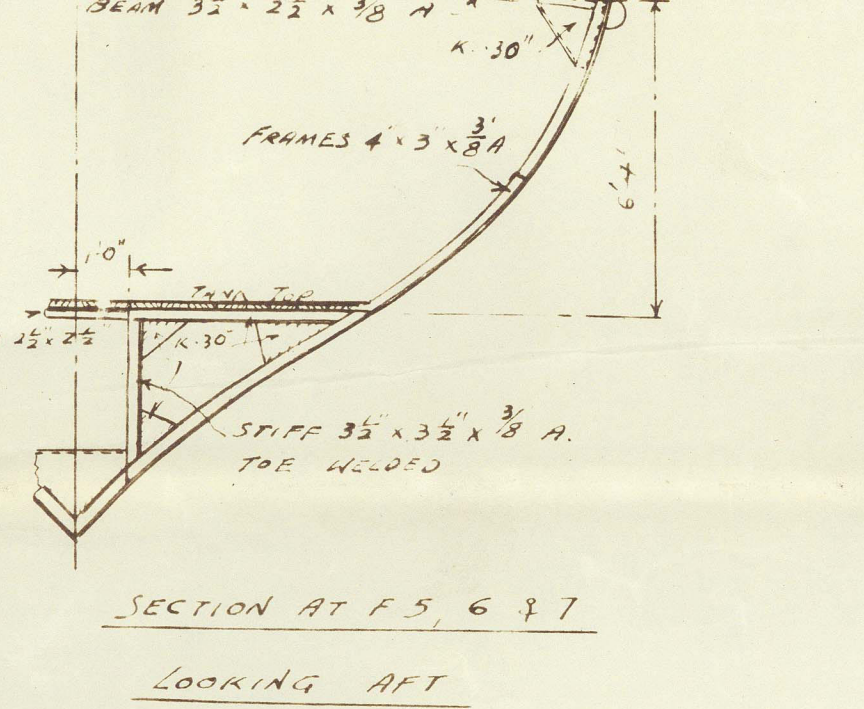 BEAM 3½ x 2½ x 3/8 A
K·30"
FRAMES 4 x 3 x 3/8 A
6'4"
1'0"
TANK TOP
2½" x 2½
K·30"
STIFF 3½" x 3½" x 3/8 A.
TOE WELDED
SECTION AT F 5, 6 & 7
LOOKING AFT